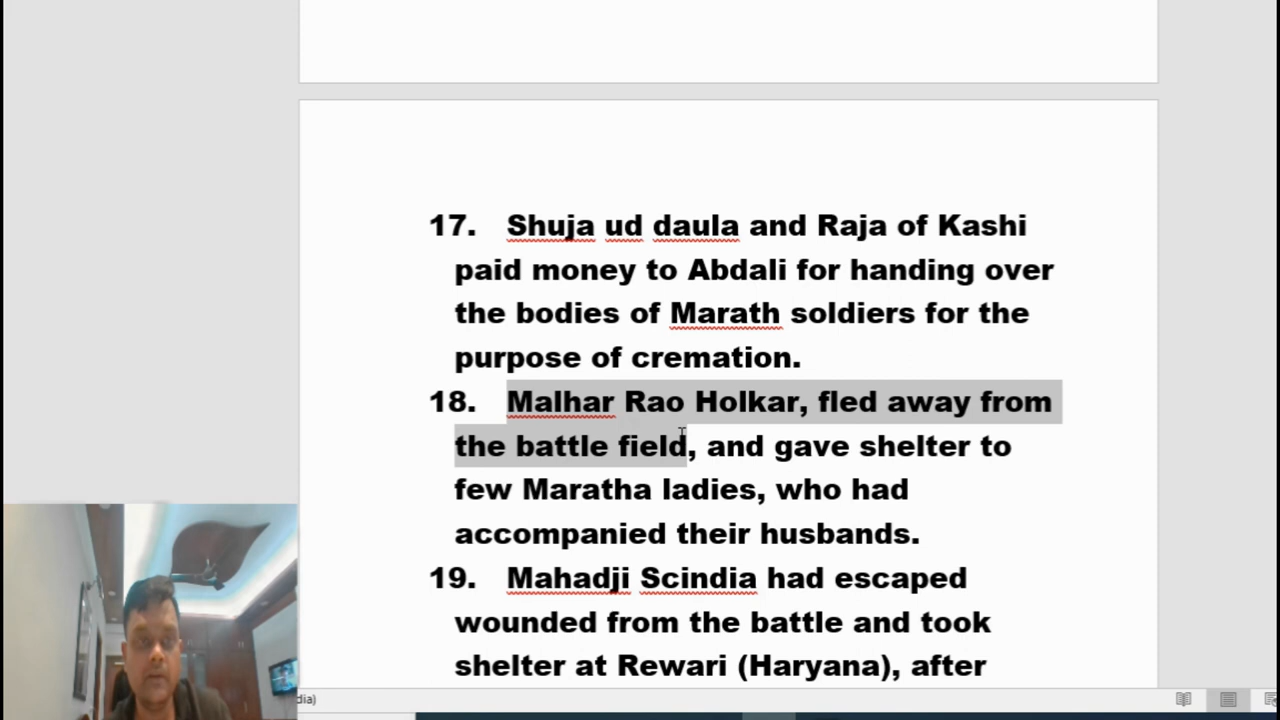 17. Shuja ud daula and Raja of Kashi
paid money to Abdali for handing over
the bodies of Marath soldiers for the
purpose of cremation.
18. Malhar Rao Holkar, fled away from
the battle field, and gave shelter to
few Maratha ladies, who had
accompanied their husbands.
19. Mahadji Scindia had escaped
wounded from the battle and took
shelter at Rewari (Haryana), after
dia)